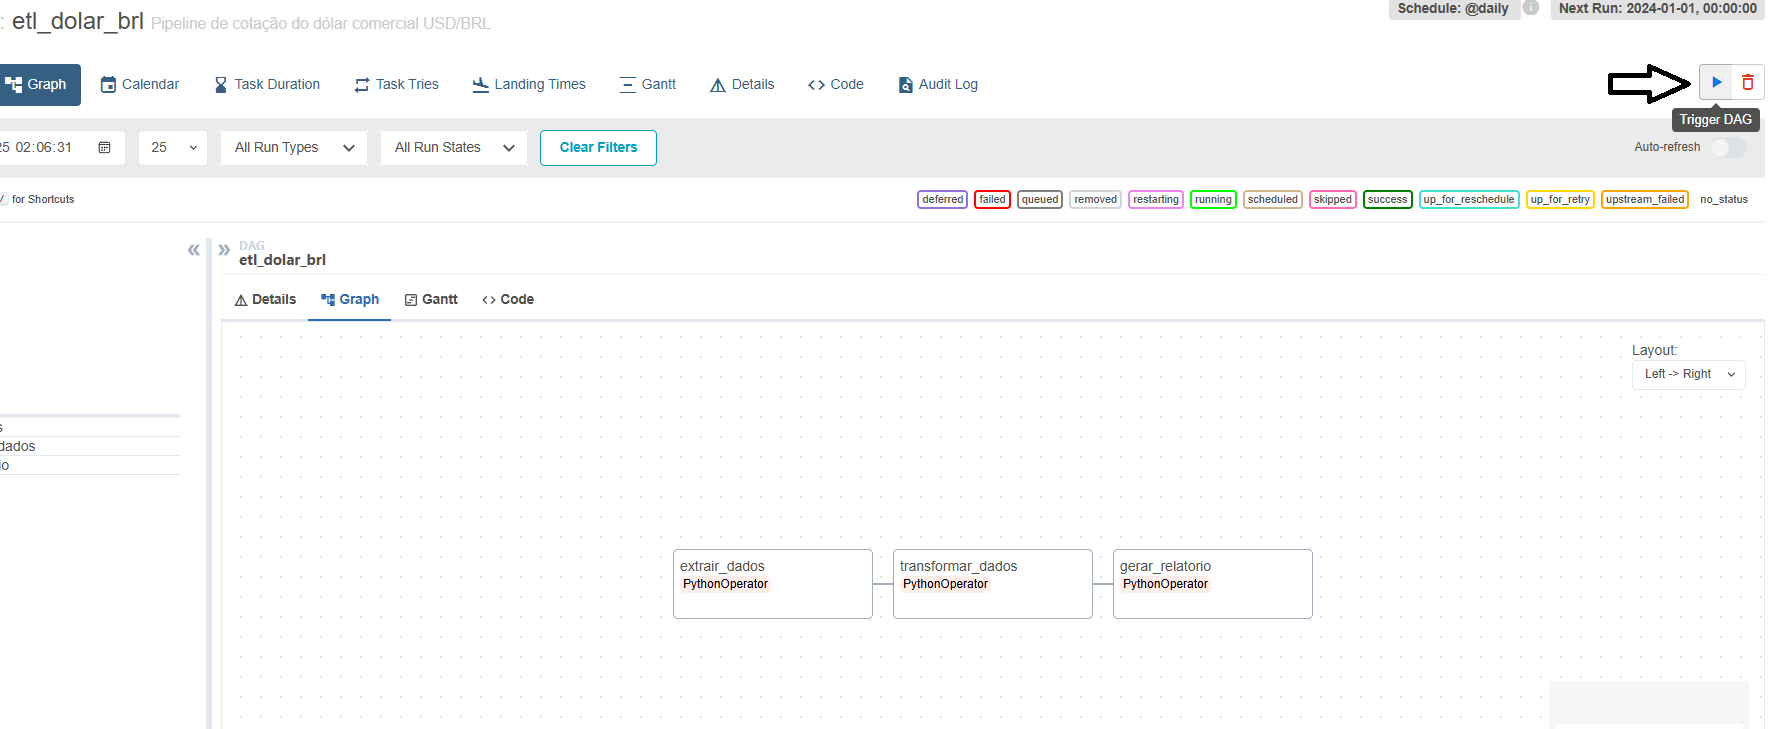 : etl_dolar_brl Pipeline de cotação do dólar comercial USD/BRL
Schedule: @daily
Next Run: 2024-01-01, 00:00:00
Graph
Calendar
Task Duration
Task Tries
Landing Times
Gantt
Details
<> Code
Audit Log
Trigger DAG
25 02:06:31
25
All Run Types
All Run States
Clear Filters
Auto-refresh
/ for Shortcuts
deferred
failed
queued
removed
restarting
running
scheduled
skipped
success
up_for_reschedule
up_for_retry
upstream_failed
no_status
« » DAG
etl_dolar_brl
Details
Graph
Gantt
<> Code
Layout:
Left -> Right
s
dados
io
extrair_dados
PythonOperator
transformar_dados
PythonOperator
gerar_relatorio
PythonOperator